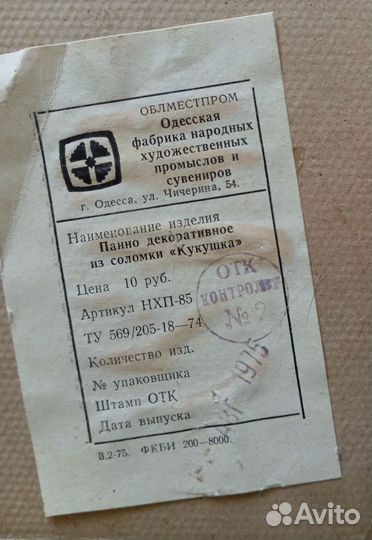 ОБЛМЕСТПРОМ
Одесская
фабрика народных
художественных
промыслов и
сувениров
г. Одесса, ул. Чичерина, 54.
Наименование изделия
Панно декоративное
из соломки «Кукушка»
Цена 10 руб.
Артикул НХП-85
ТУ 569/205-18—74
Количество изд.
№ упаковщика
Штамп ОТК
Дата выпуска
ОТК
КОНТРОЛЕР
№ 2
АВГ 1975
3.2-75. ФКБИ 200-8000.
Avito